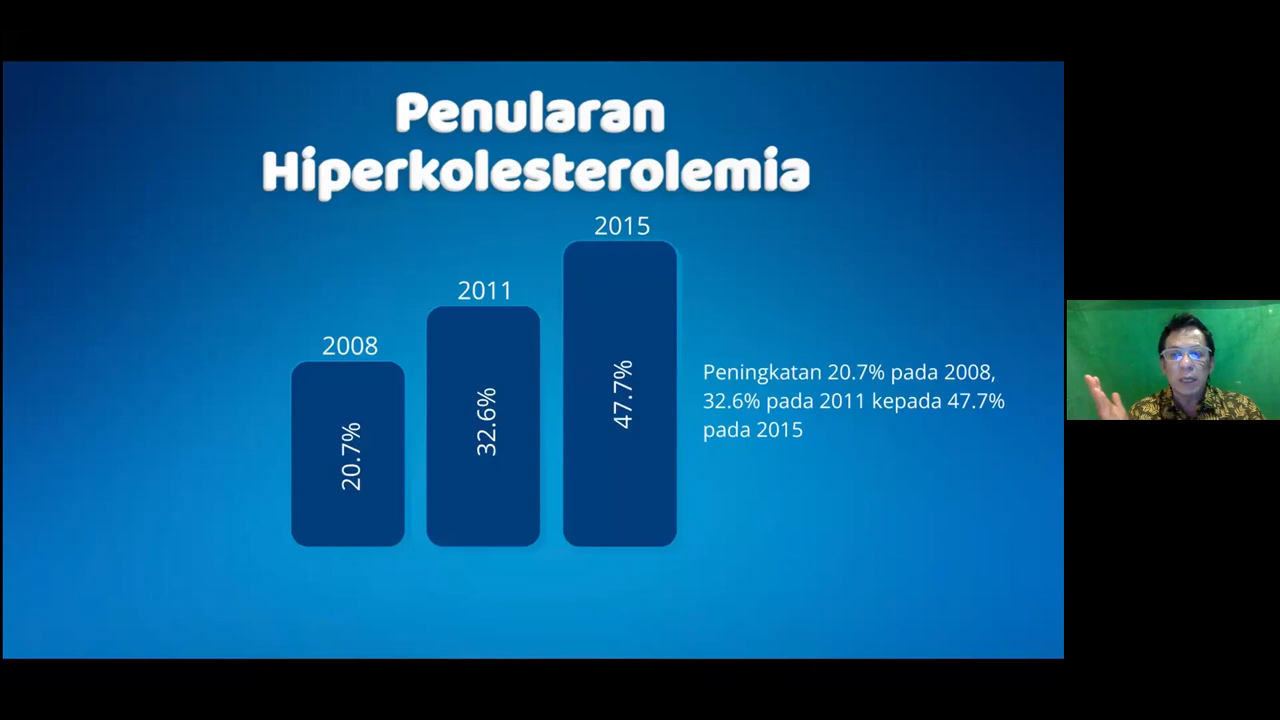 Penularan
Hiperkolesterolemia
2015
2011
2008
20.7%
32.6%
47.7%
Peningkatan 20.7% pada 2008,
32.6% pada 2011 kepada 47.7%
pada 2015